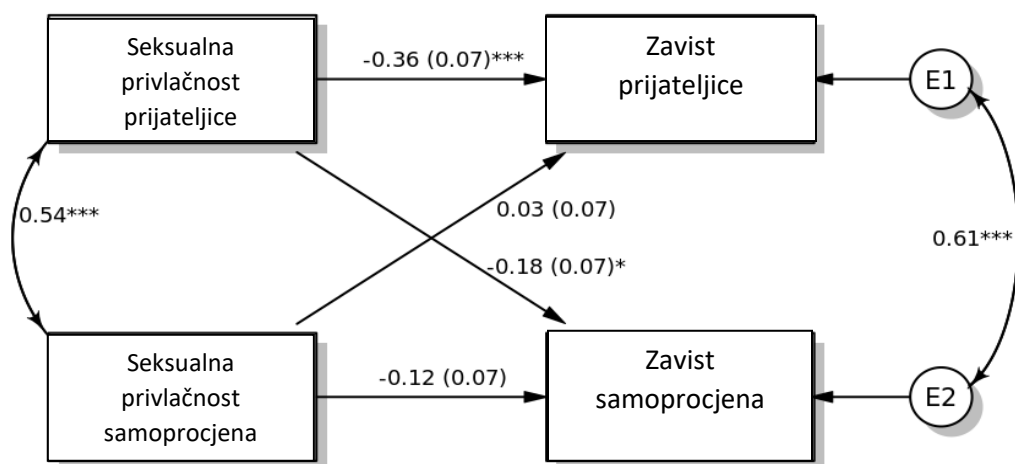 Seksualna
privlačnost
prijateljice
-0.36 (0.07)***
Zavist
prijateljice
E1
0.54***
0.03 (0.07)
-0.18 (0.07)*
0.61***
Seksualna
privlačnost
samoprocjena
-0.12 (0.07)
Zavist
samoprocjena
E2